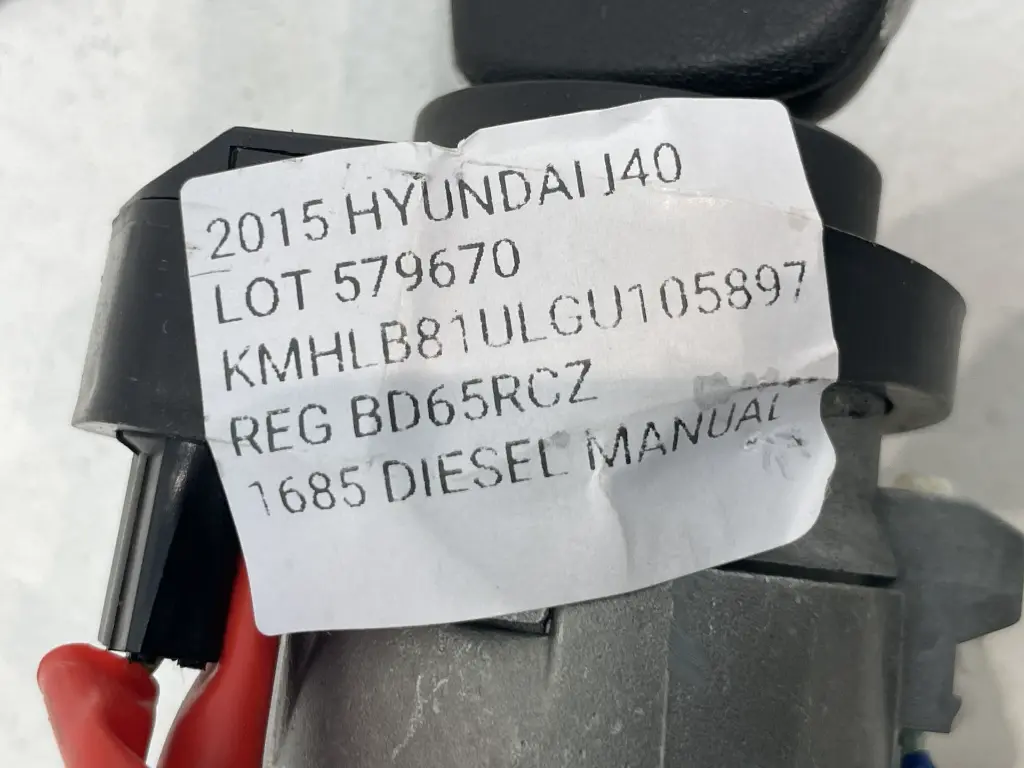 2015 HYUNDAI I40
LOT 579670
KMHLB81ULGU105897
REG BD65RCZ
1685 DIESEL MANUAL